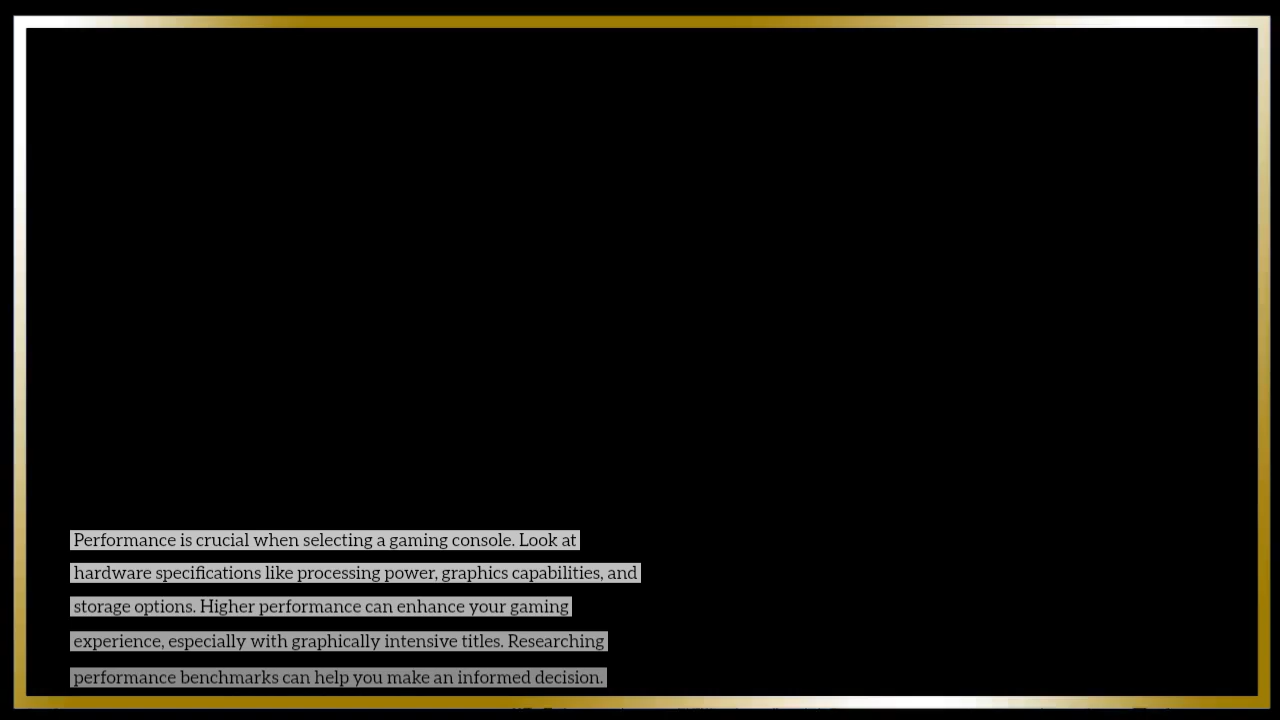 Performance is crucial when selecting a gaming console. Look at
hardware specifications like processing power, graphics capabilities, and
storage options. Higher performance can enhance your gaming
experience, especially with graphically intensive titles. Researching
performance benchmarks can help you make an informed decision.